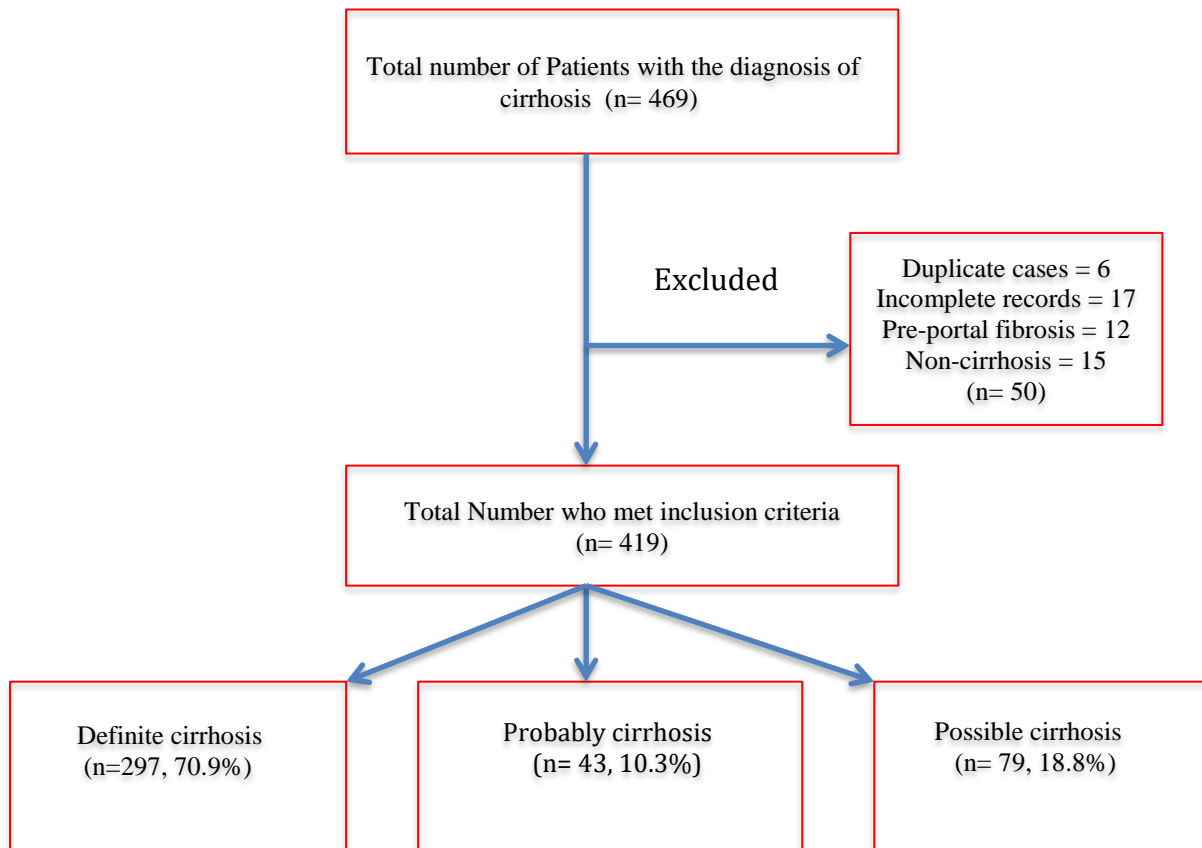 Total number of Patients with the diagnosis of
cirrhosis (n= 469)
Excluded
Duplicate cases = 6
Incomplete records = 17
Pre-portal fibrosis = 12
Non-cirrhosis = 15
(n= 50)
Total Number who met inclusion criteria
(n= 419)
Definite cirrhosis
(n=297, 70.9%)
Probably cirrhosis
(n= 43, 10.3%)
Possible cirrhosis
(n= 79, 18.8%)